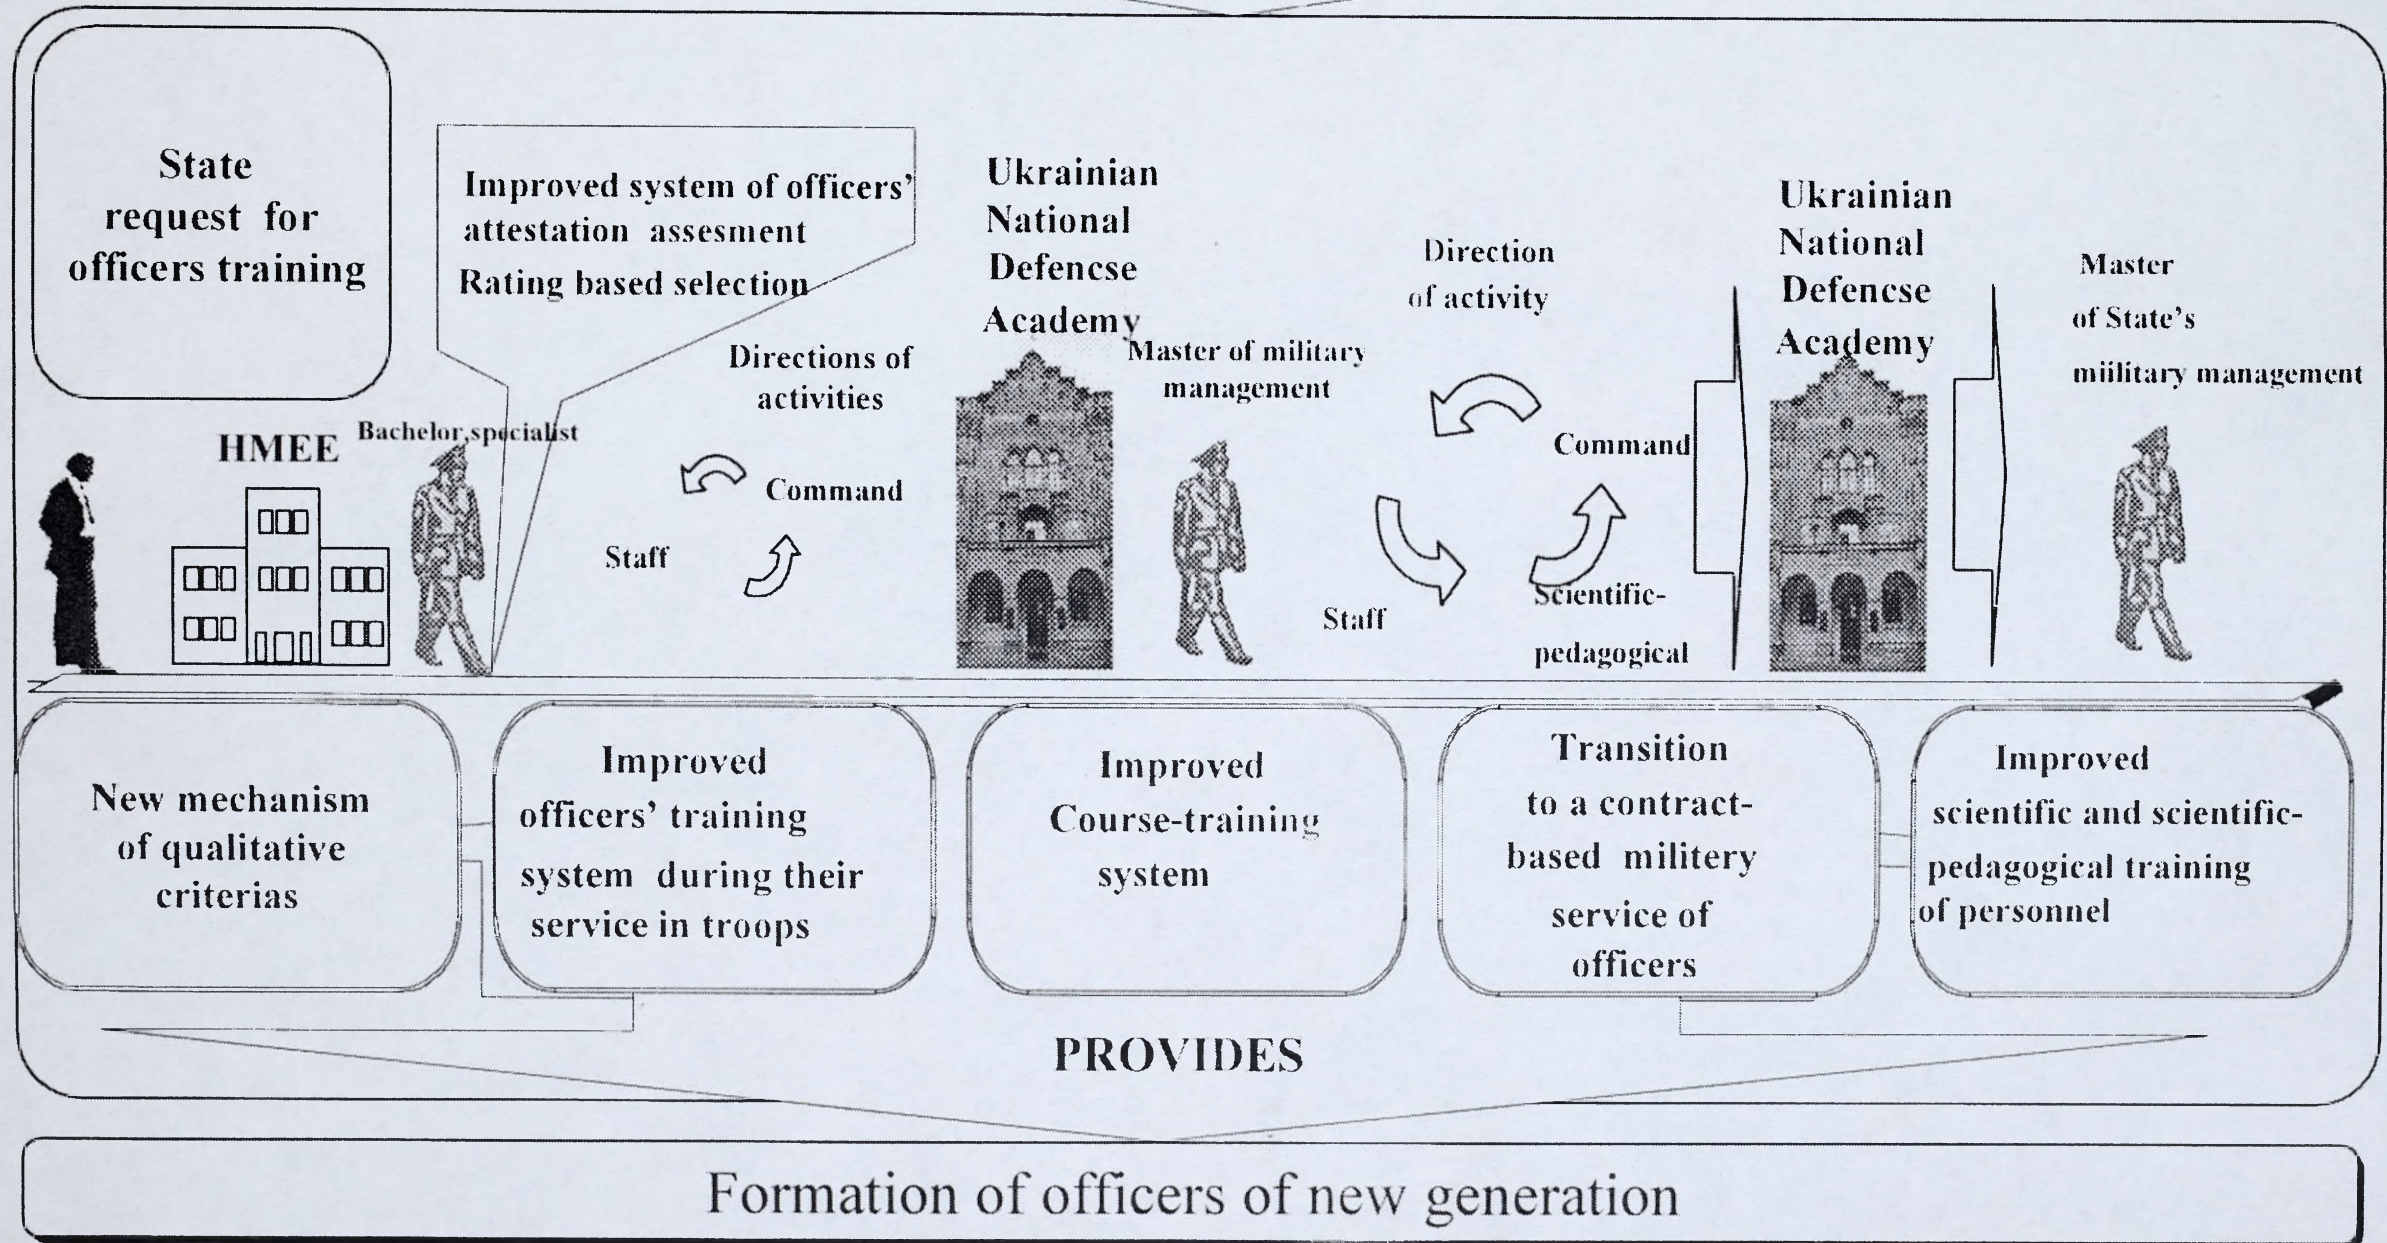 State
request for
officers training
Improved system of officers'
attestation assesment
Rating based selection
HMEE
Bachelor,specialist
Directions of
activities
Command
Staff
Ukrainian
National
Defencse
Academy
Master of military
management
Direction
of activity
Command
Staff
Scientific-
pedagogical
Ukrainian
National
Defencse
Academy
Master
of State's
miilitary management
New mechanism
of qualitative
criterias
Improved
officers' training
system during their
service in troops
Improved
Course-training
system
Transition
to a contract-
based militery
service of
officers
Improved
scientific and scientific-
pedagogical training
of personnel
PROVIDES
Formation of officers of new generation